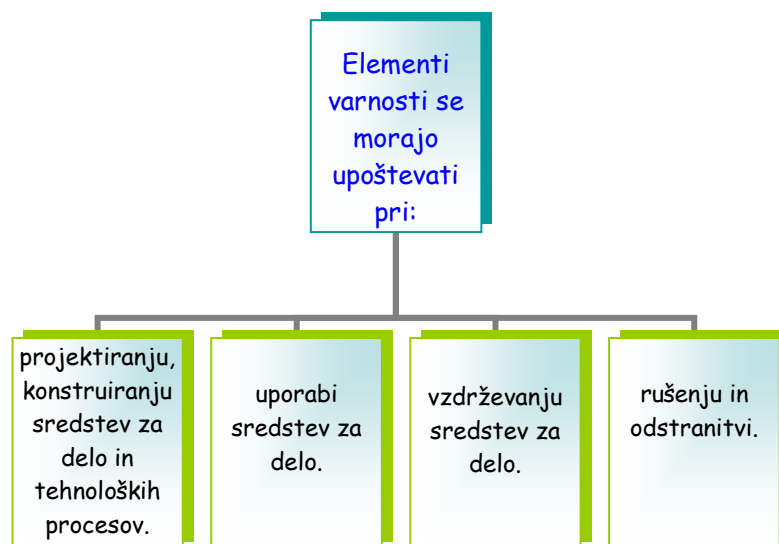 Elementi
varnosti se
morajo
upoštevati
pri:
projektiranju,
konstruiranju
sredstev za
delo in
tehnoloških
procesov.
uporabi
sredstev za
delo.
vzdrževanju
sredstev za
delo.
rušenju in
odstranitvi.